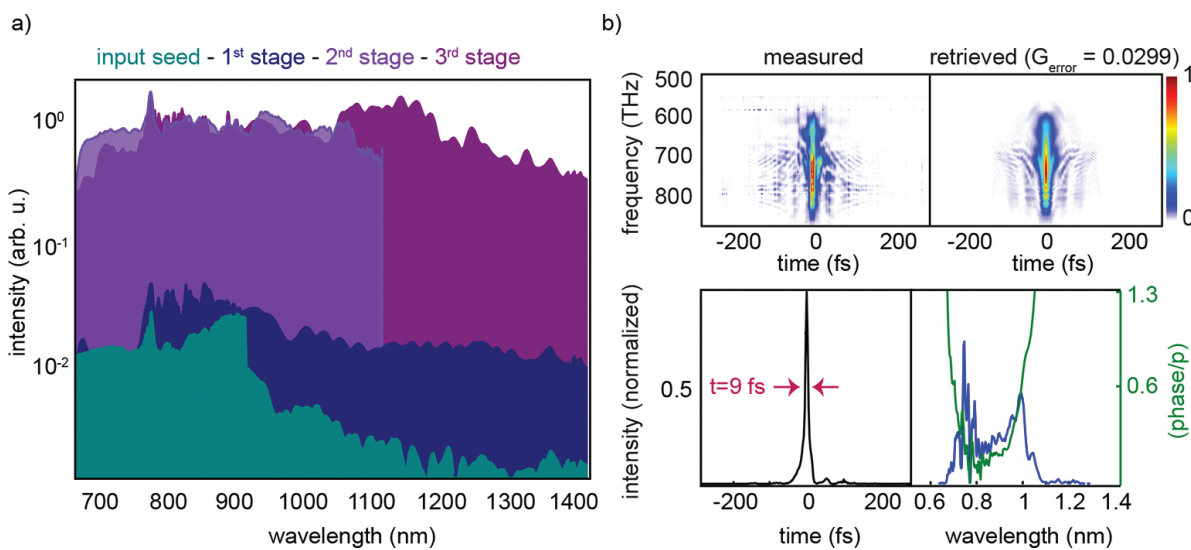 a)
input seed - 1st stage - 2nd stage - 3rd stage
intensity (arb. u.)
10⁰
10⁻¹
10⁻²
700 800 900 1000 1100 1200 1300 1400
wavelength (nm)
b)
measured
retrieved (G_error = 0.0299)
frequency (THz)
500
600
700
800
-200 0 200
time (fs)
-200 0 200
time (fs)
1
0
intensity (normalized)
0.5
t=9 fs
-200 0 200
time (fs)
0.6 0.8 1 1.2 1.4
wavelength (nm)
1.3
0.6
(phase/p)